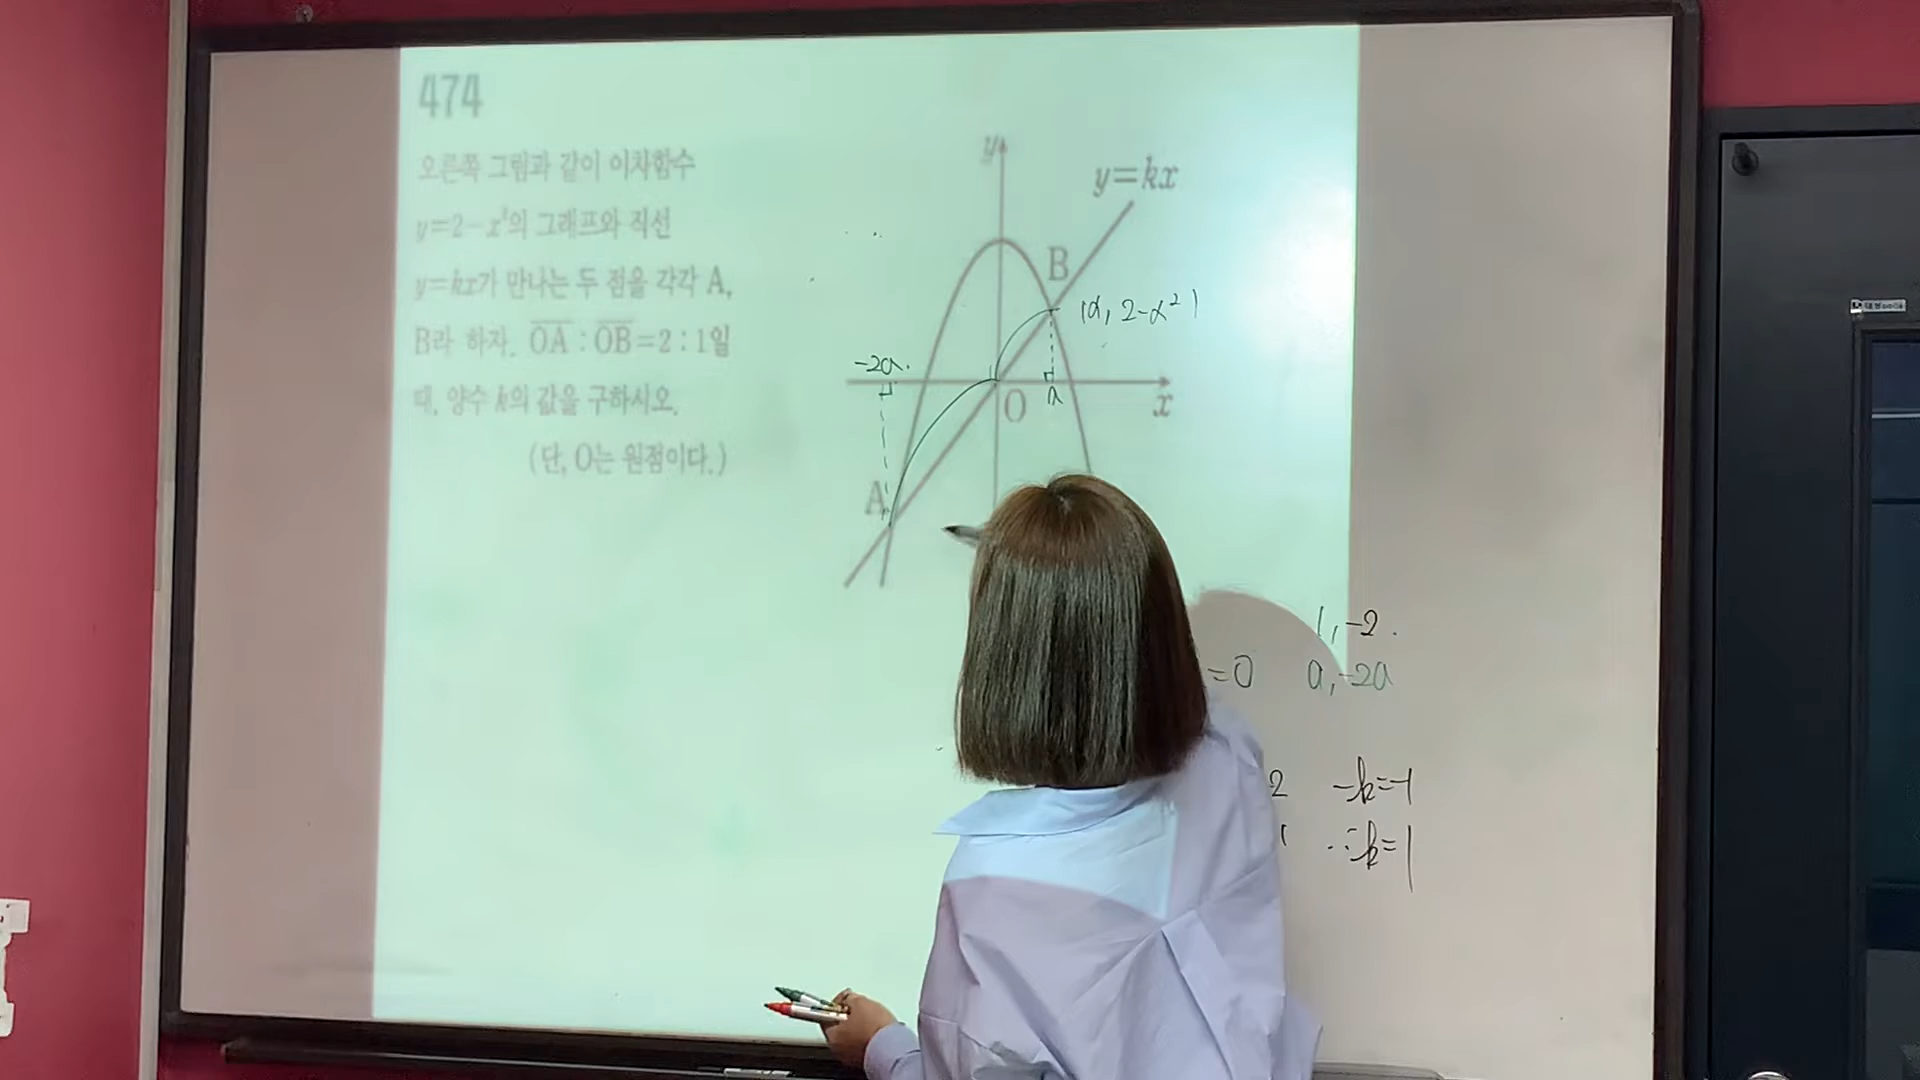 474
오른쪽 그림과 같이 이차함수
y=2-x²의 그래프와 직선
y=kx가 만나는 두 점을 각각 A,
B라 하자. OA : OB=2 : 1일
때, 양수 k의 값을 구하시오.
(단, O는 원점이다.)
y
y=kx
B
(α, 2-α²)
-2α.
O
α
x
A
1, -2.
=0 a, -2a
2 -k=-1
1 ∴k=1